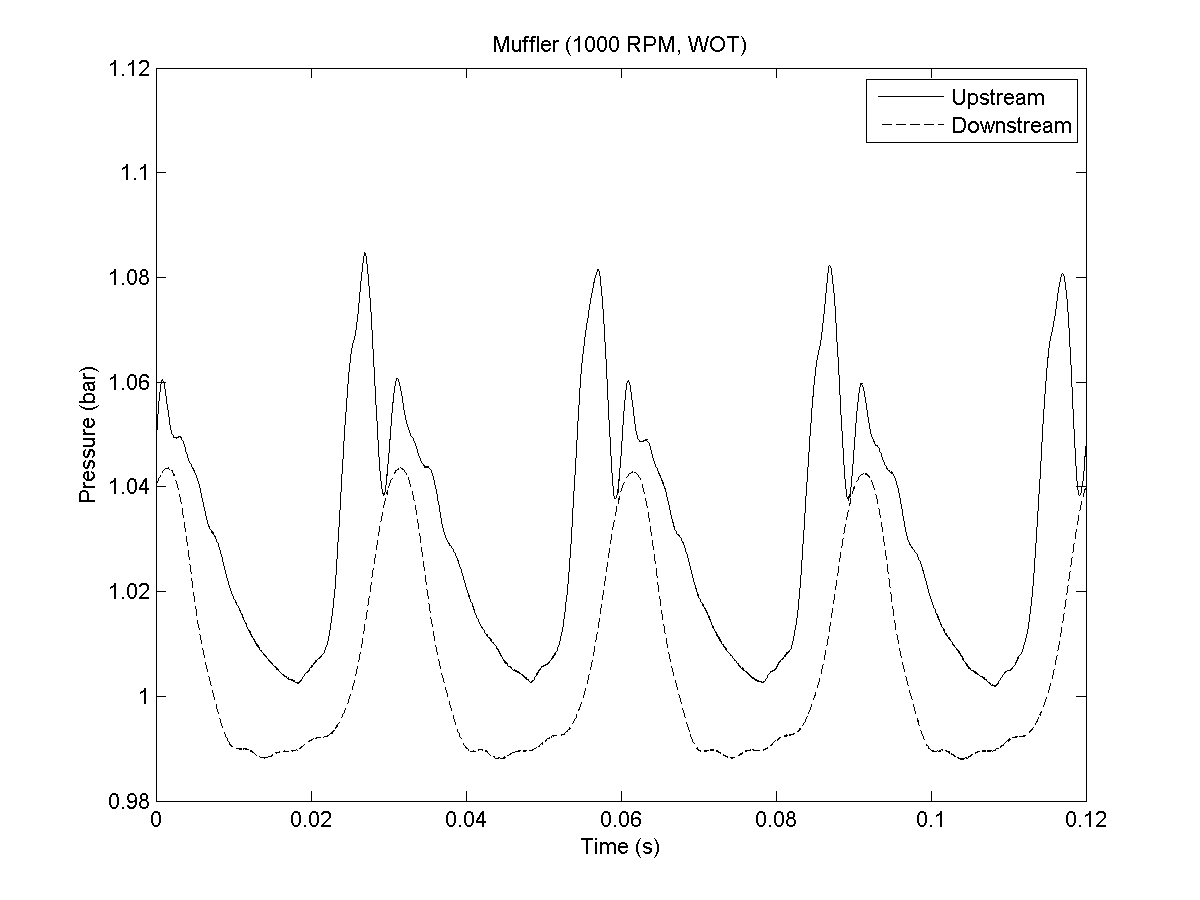 Muffler (1000 RPM, WOT)
1.12
1.1
1.08
1.06
1.04
1.02
1
0.98
Pressure (bar)
Upstream
Downstream
0 0.02 0.04 0.06 0.08 0.1 0.12
Time (s)